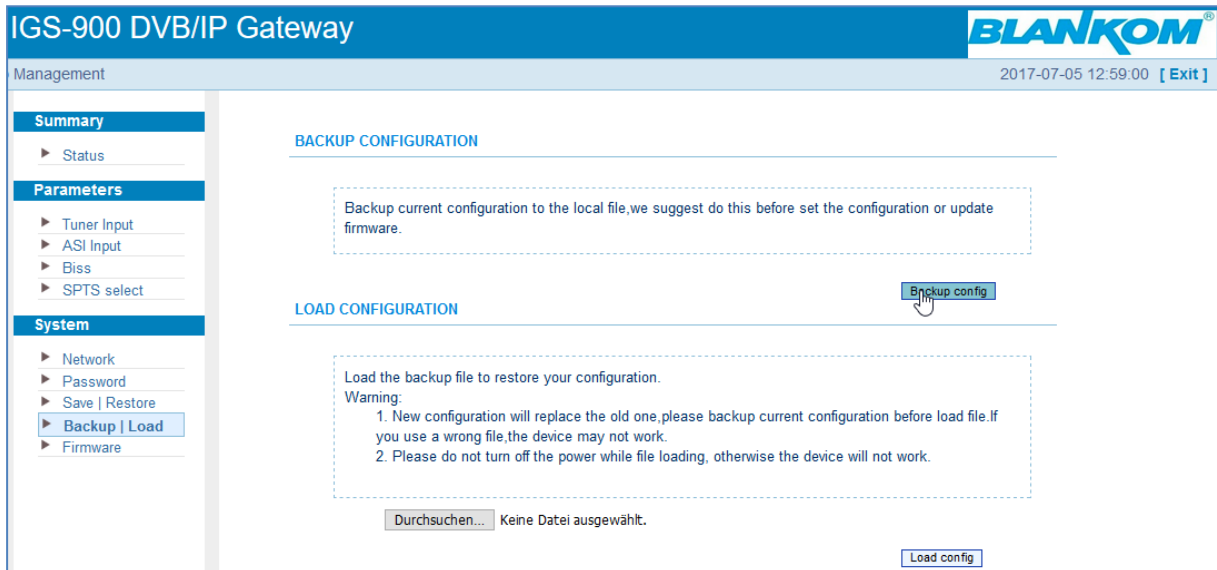 IGS-900 DVB/IP Gateway
BLANKOM®
Management
2017-07-05 12:59:00 [ Exit ]
Summary
Status
Parameters
Tuner Input
ASI Input
Biss
SPTS select
System
Network
Password
Save | Restore
Backup | Load
Firmware
BACKUP CONFIGURATION
Backup current configuration to the local file,we suggest do this before set the configuration or update
firmware.
Backup config
LOAD CONFIGURATION
Load the backup file to restore your configuration.
Warning:
1. New configuration will replace the old one,please backup current configuration before load file.If
you use a wrong file,the device may not work.
2. Please do not turn off the power while file loading, otherwise the device will not work.
Durchsuchen... Keine Datei ausgewählt.
Load config